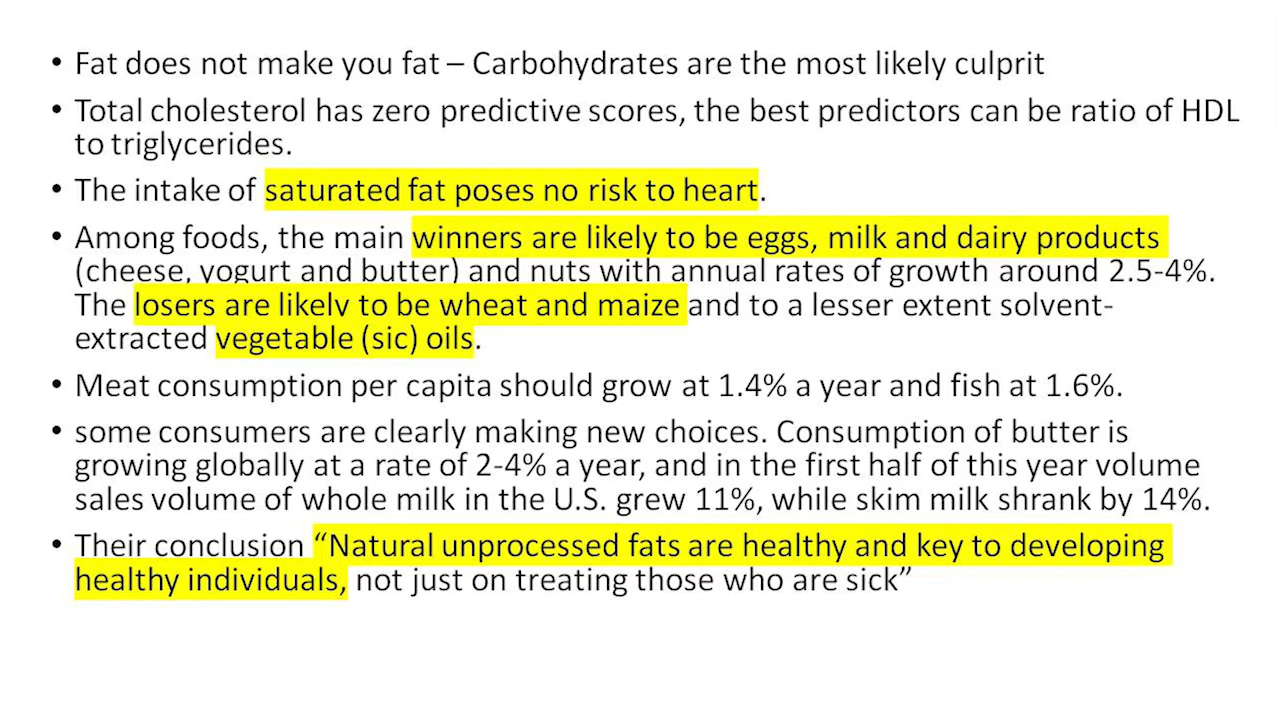 • Fat does not make you fat – Carbohydrates are the most likely culprit
• Total cholesterol has zero predictive scores, the best predictors can be ratio of HDL
to triglycerides.
• The intake of saturated fat poses no risk to heart.
• Among foods, the main winners are likely to be eggs, milk and dairy products
(cheese, yogurt and butter) and nuts with annual rates of growth around 2.5-4%.
The losers are likely to be wheat and maize and to a lesser extent solvent-
extracted vegetable (sic) oils.
• Meat consumption per capita should grow at 1.4% a year and fish at 1.6%.
• some consumers are clearly making new choices. Consumption of butter is
growing globally at a rate of 2-4% a year, and in the first half of this year volume
sales volume of whole milk in the U.S. grew 11%, while skim milk shrank by 14%.
• Their conclusion “Natural unprocessed fats are healthy and key to developing
healthy individuals, not just on treating those who are sick”